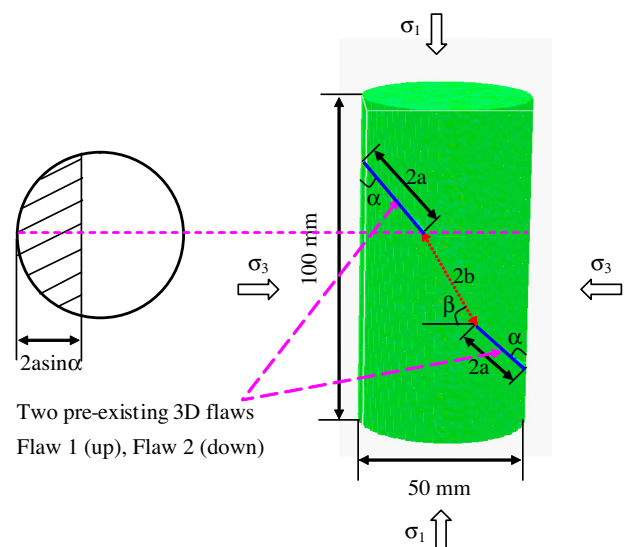 σ1
2a
α
100 mm
2b
σ3
σ3
β
α
2a
2asinα
Two pre-existing 3D flaws
Flaw 1 (up), Flaw 2 (down)
50 mm
σ1